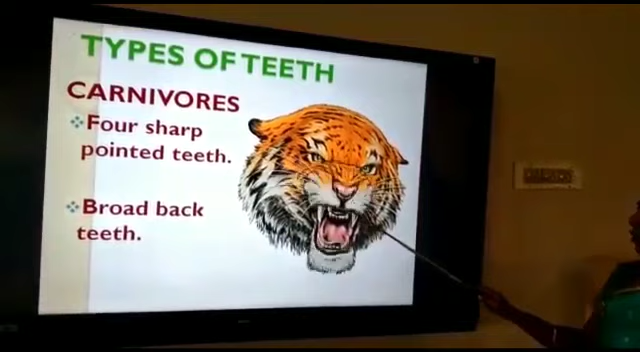 TYPES OF TEETH
CARNIVORES
Four sharp
pointed teeth.
Broad back
teeth.